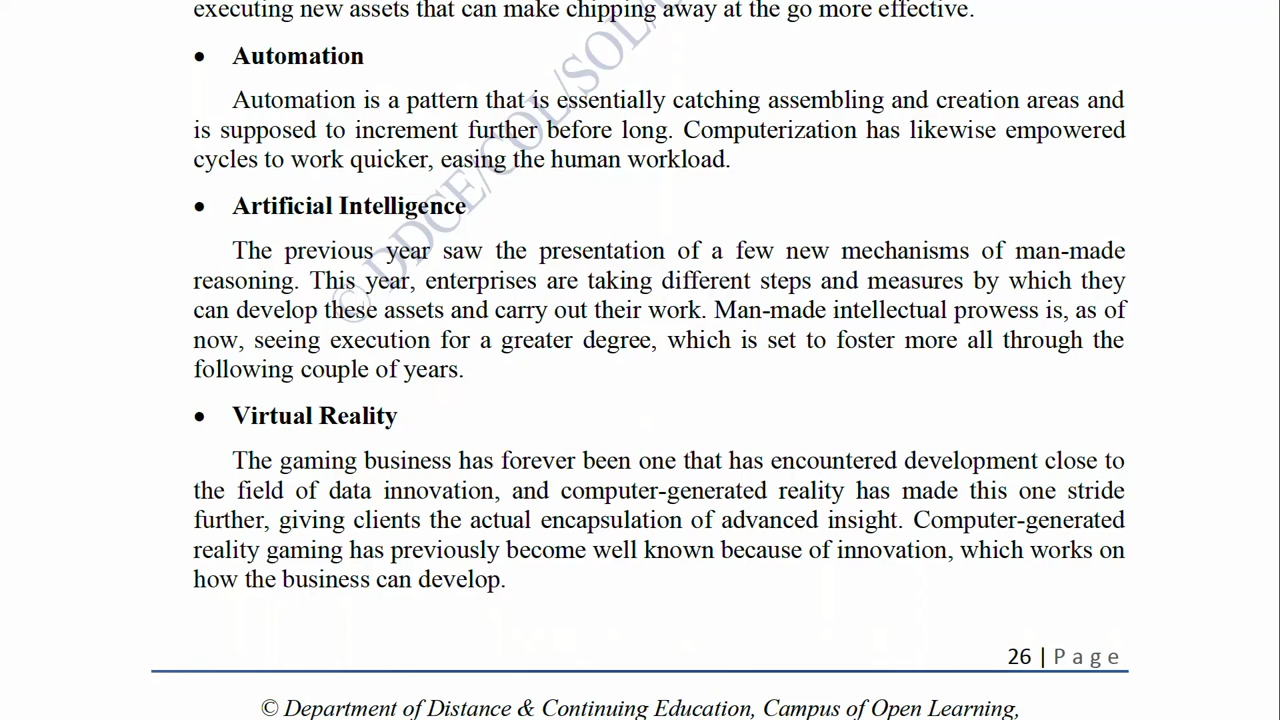 executing new assets that can make chipping away at the go more effective.
• Automation
Automation is a pattern that is essentially catching assembling and creation areas and
is supposed to increment further before long. Computerization has likewise empowered
cycles to work quicker, easing the human workload.
• Artificial Intelligence
The previous year saw the presentation of a few new mechanisms of man-made
reasoning. This year, enterprises are taking different steps and measures by which they
can develop these assets and carry out their work. Man-made intellectual prowess is, as of
now, seeing execution for a greater degree, which is set to foster more all through the
following couple of years.
• Virtual Reality
The gaming business has forever been one that has encountered development close to
the field of data innovation, and computer-generated reality has made this one stride
further, giving clients the actual encapsulation of advanced insight. Computer-generated
reality gaming has previously become well known because of innovation, which works on
how the business can develop.
26 | Page
© Department of Distance & Continuing Education, Campus of Open Learning,
© DDCE/COL/SOL